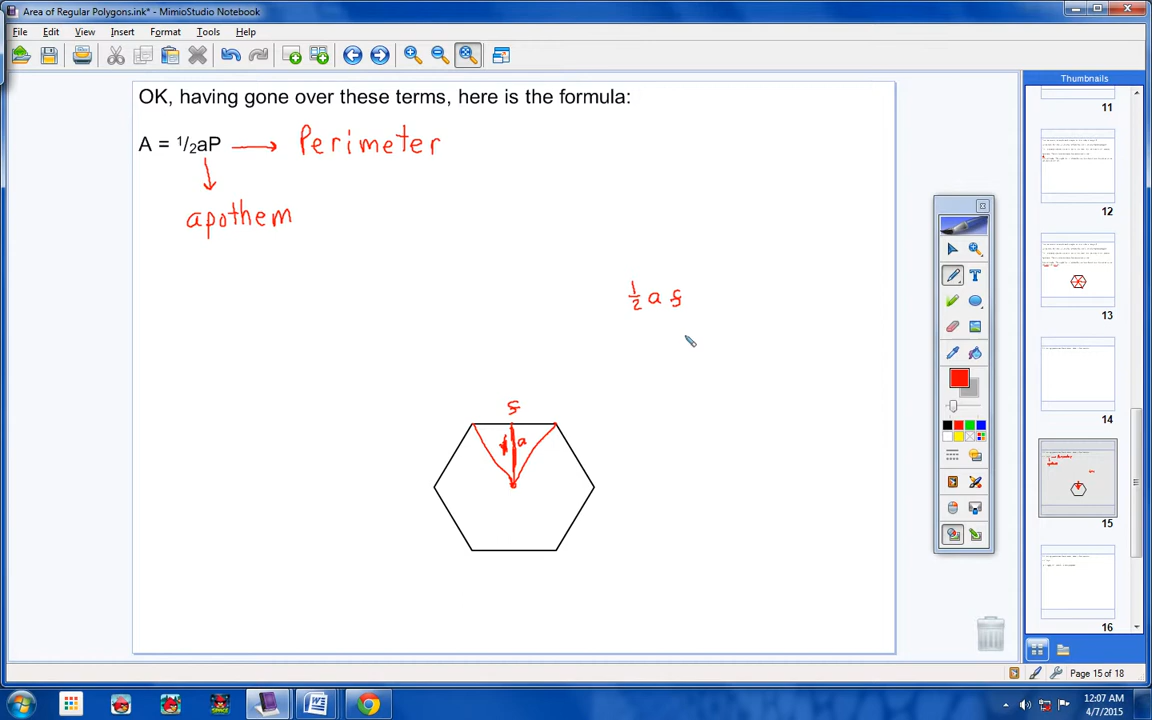 Area of Regular Polygons.ink* - MimioStudio Notebook
File Edit View Insert Format Tools Help
OK, having gone over these terms, here is the formula:
A = 1/2aP → Perimeter
apothem
1/2 a s
s
a
Thumbnails
11
12
13
14
15
16
Page 15 of 18
12:07 AM
4/7/2015